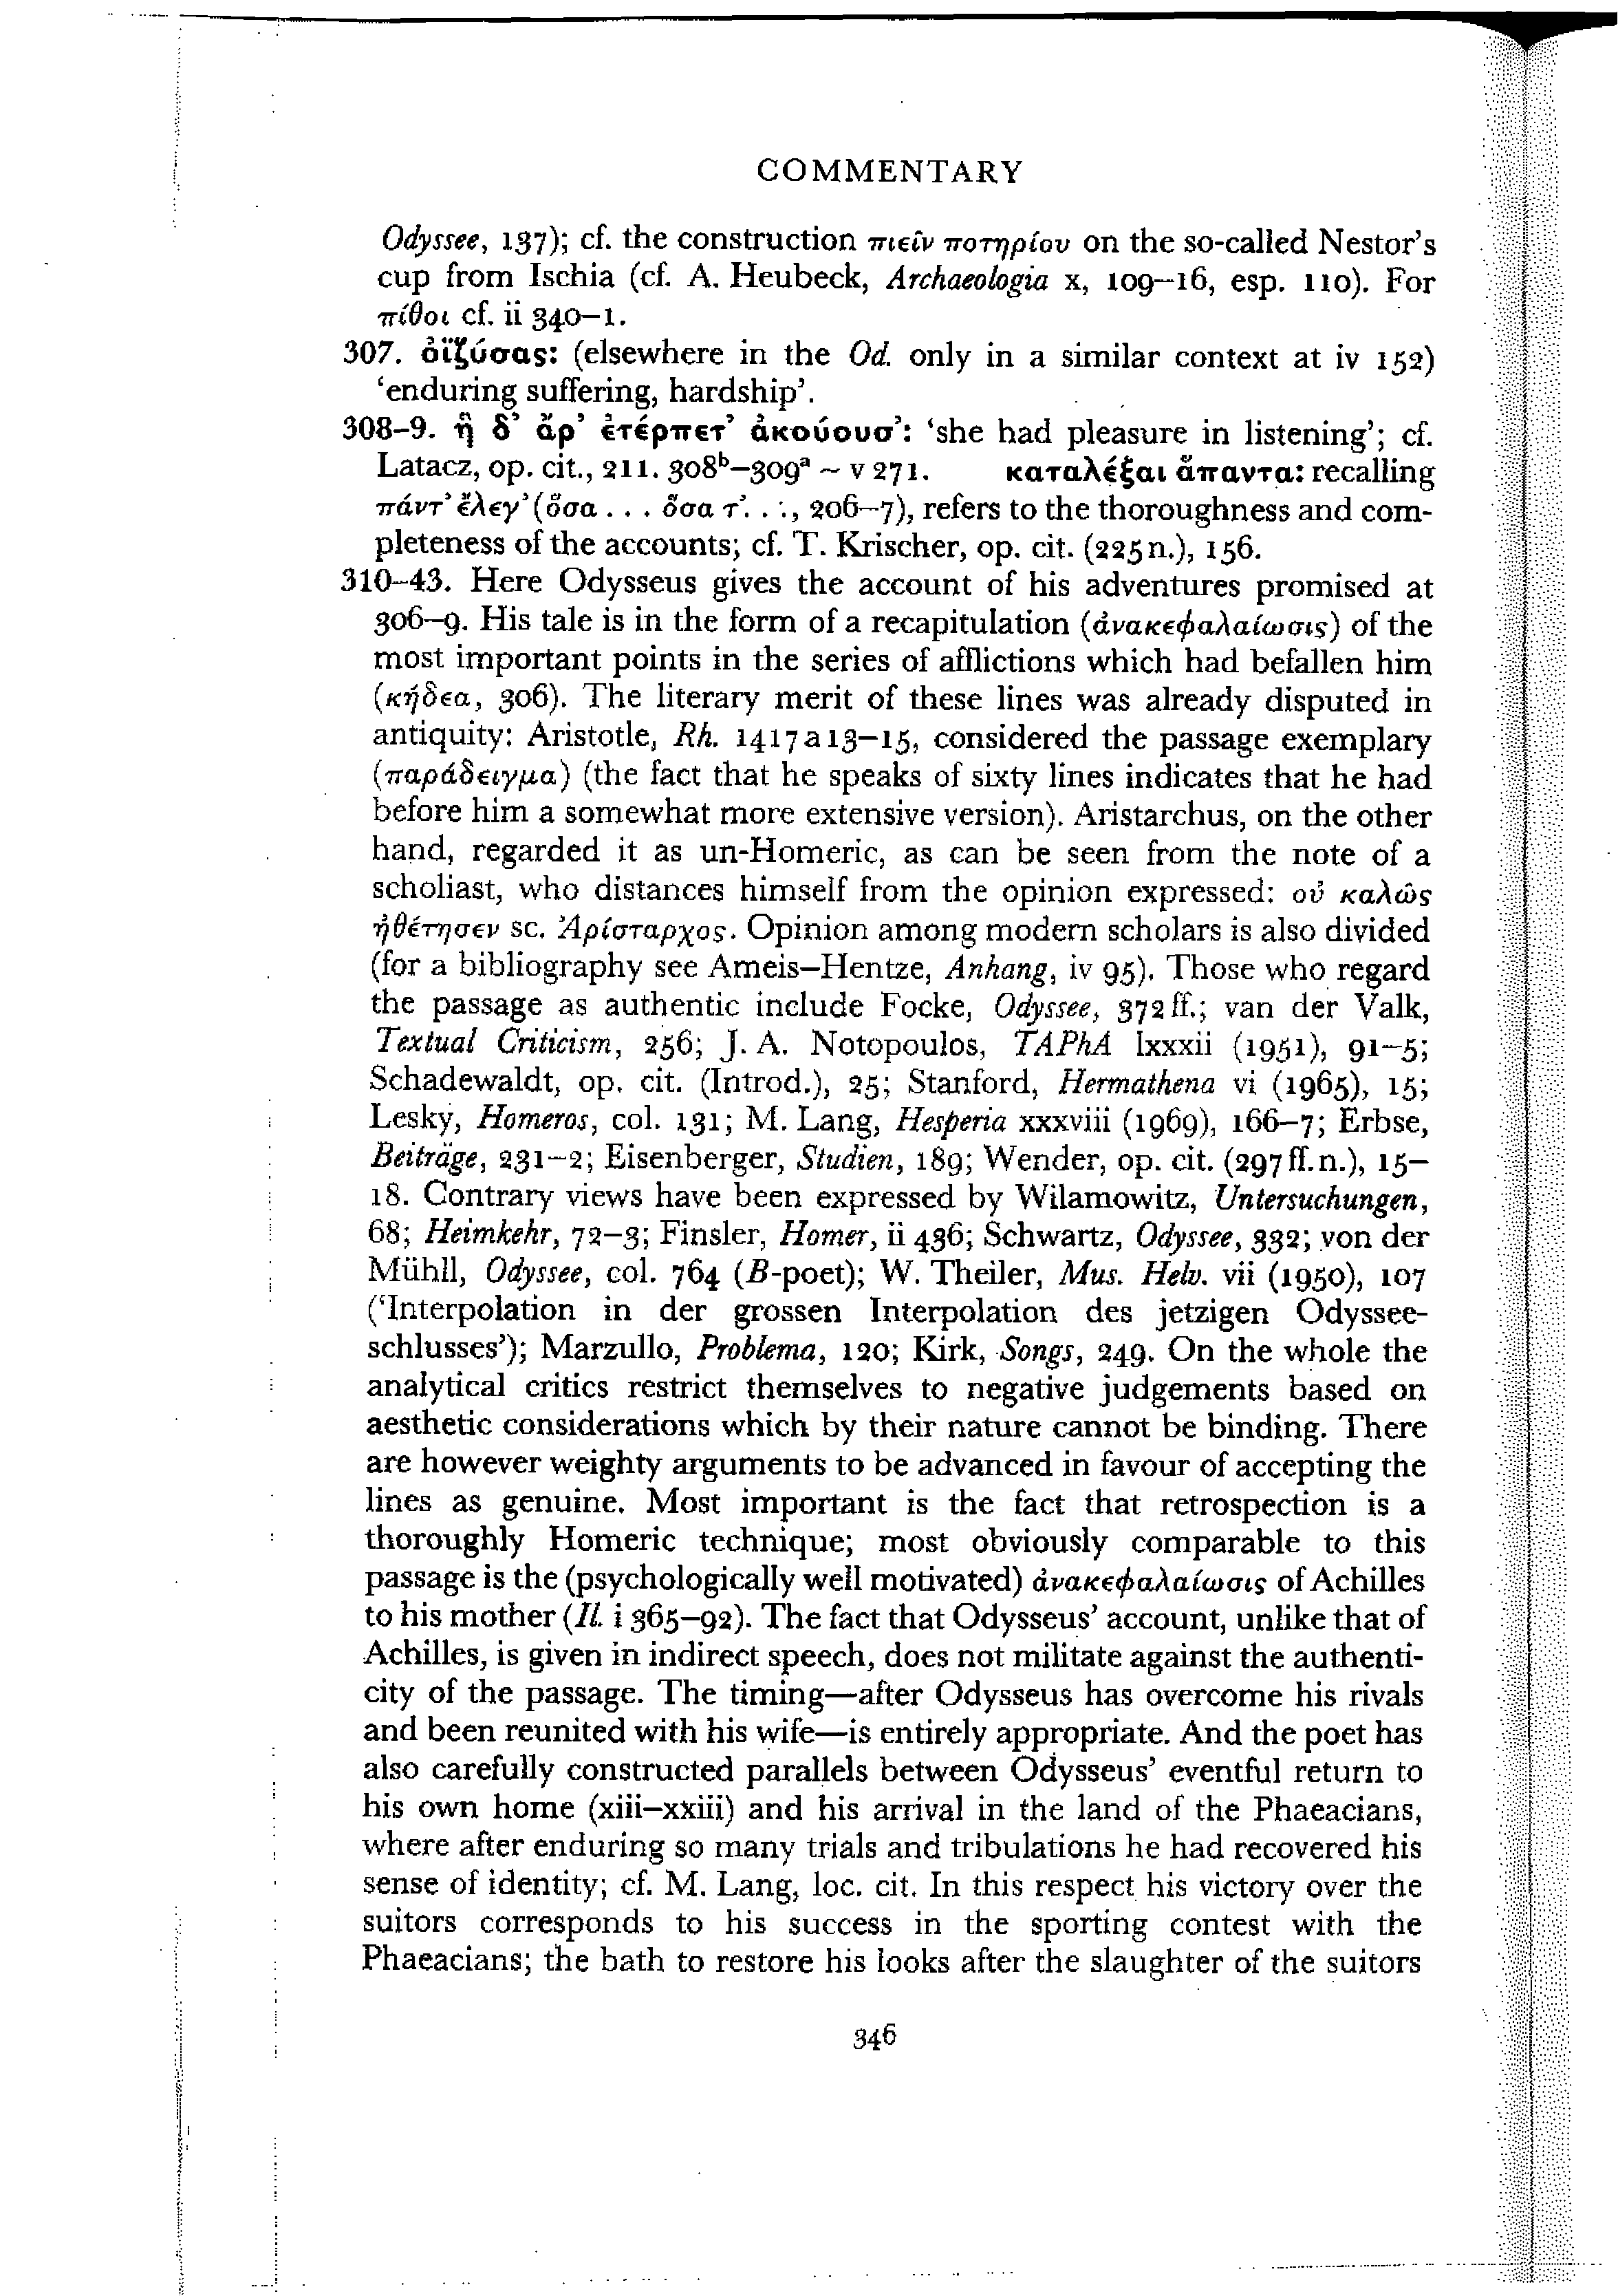 COMMENTARY
Odyssee, 137); cf. the construction πιεῖν ποτηρίου on the so-called Nestor's
cup from Ischia (cf. A. Heubeck, Archaeologia x, 109–16, esp. 110). For
πίθοι cf. ii 340–1.
307. ὀϊζύσας: (elsewhere in the Od. only in a similar context at iv 152)
'enduring suffering, hardship'.
308–9. ἣ δ' ἄρ' ἐτέρπετ' ἀκούουσ': 'she had pleasure in listening'; cf.
Latacz, op. cit., 211. 308ᵇ–309ᵃ ~ v 271. καταλέξαι ἅπαντα: recalling
πάντ' ἔλεγ' (ὅσα . . . ὅσα τ'. . ., 206–7), refers to the thoroughness and com-
pleteness of the accounts; cf. T. Krischer, op. cit. (225 n.), 156.
310–43. Here Odysseus gives the account of his adventures promised at
306–9. His tale is in the form of a recapitulation (ἀνακεφαλαίωσις) of the
most important points in the series of afflictions which had befallen him
(κήδεα, 306). The literary merit of these lines was already disputed in
antiquity: Aristotle, Rh. 1417 a 13–15, considered the passage exemplary
(παράδειγμα) (the fact that he speaks of sixty lines indicates that he had
before him a somewhat more extensive version). Aristarchus, on the other
hand, regarded it as un-Homeric, as can be seen from the note of a
scholiast, who distances himself from the opinion expressed: οὐ καλῶς
ἠθέτησεν sc. Ἀρίσταρχος. Opinion among modern scholars is also divided
(for a bibliography see Ameis–Hentze, Anhang, iv 95). Those who regard
the passage as authentic include Focke, Odyssee, 372 ff.; van der Valk,
Textual Criticism, 256; J. A. Notopoulos, TAPhA lxxxii (1951), 91–5;
Schadewaldt, op. cit. (Introd.), 25; Stanford, Hermathena vi (1965), 15;
Lesky, Homeros, col. 131; M. Lang, Hesperia xxxviii (1969), 166–7; Erbse,
Beiträge, 231–2; Eisenberger, Studien, 189; Wender, op. cit. (297 ff. n.), 15–
18. Contrary views have been expressed by Wilamowitz, Untersuchungen,
68; Heimkehr, 72–3; Finsler, Homer, ii 436; Schwartz, Odyssee, 332; von der
Mühll, Odyssee, col. 764 (B-poet); W. Theiler, Mus. Helv. vii (1950), 107
('Interpolation in der grossen Interpolation des jetzigen Odyssee-
schlusses'); Marzullo, Problema, 120; Kirk, Songs, 249. On the whole the
analytical critics restrict themselves to negative judgements based on
aesthetic considerations which by their nature cannot be binding. There
are however weighty arguments to be advanced in favour of accepting the
lines as genuine. Most important is the fact that retrospection is a
thoroughly Homeric technique; most obviously comparable to this
passage is the (psychologically well motivated) ἀνακεφαλαίωσις of Achilles
to his mother (Il. i 365–92). The fact that Odysseus' account, unlike that of
Achilles, is given in indirect speech, does not militate against the authenti-
city of the passage. The timing—after Odysseus has overcome his rivals
and been reunited with his wife—is entirely appropriate. And the poet has
also carefully constructed parallels between Odysseus' eventful return to
his own home (xiii–xxiii) and his arrival in the land of the Phaeacians,
where after enduring so many trials and tribulations he had recovered his
sense of identity; cf. M. Lang, loc. cit. In this respect his victory over the
suitors corresponds to his success in the sporting contest with the
Phaeacians; the bath to restore his looks after the slaughter of the suitors
346